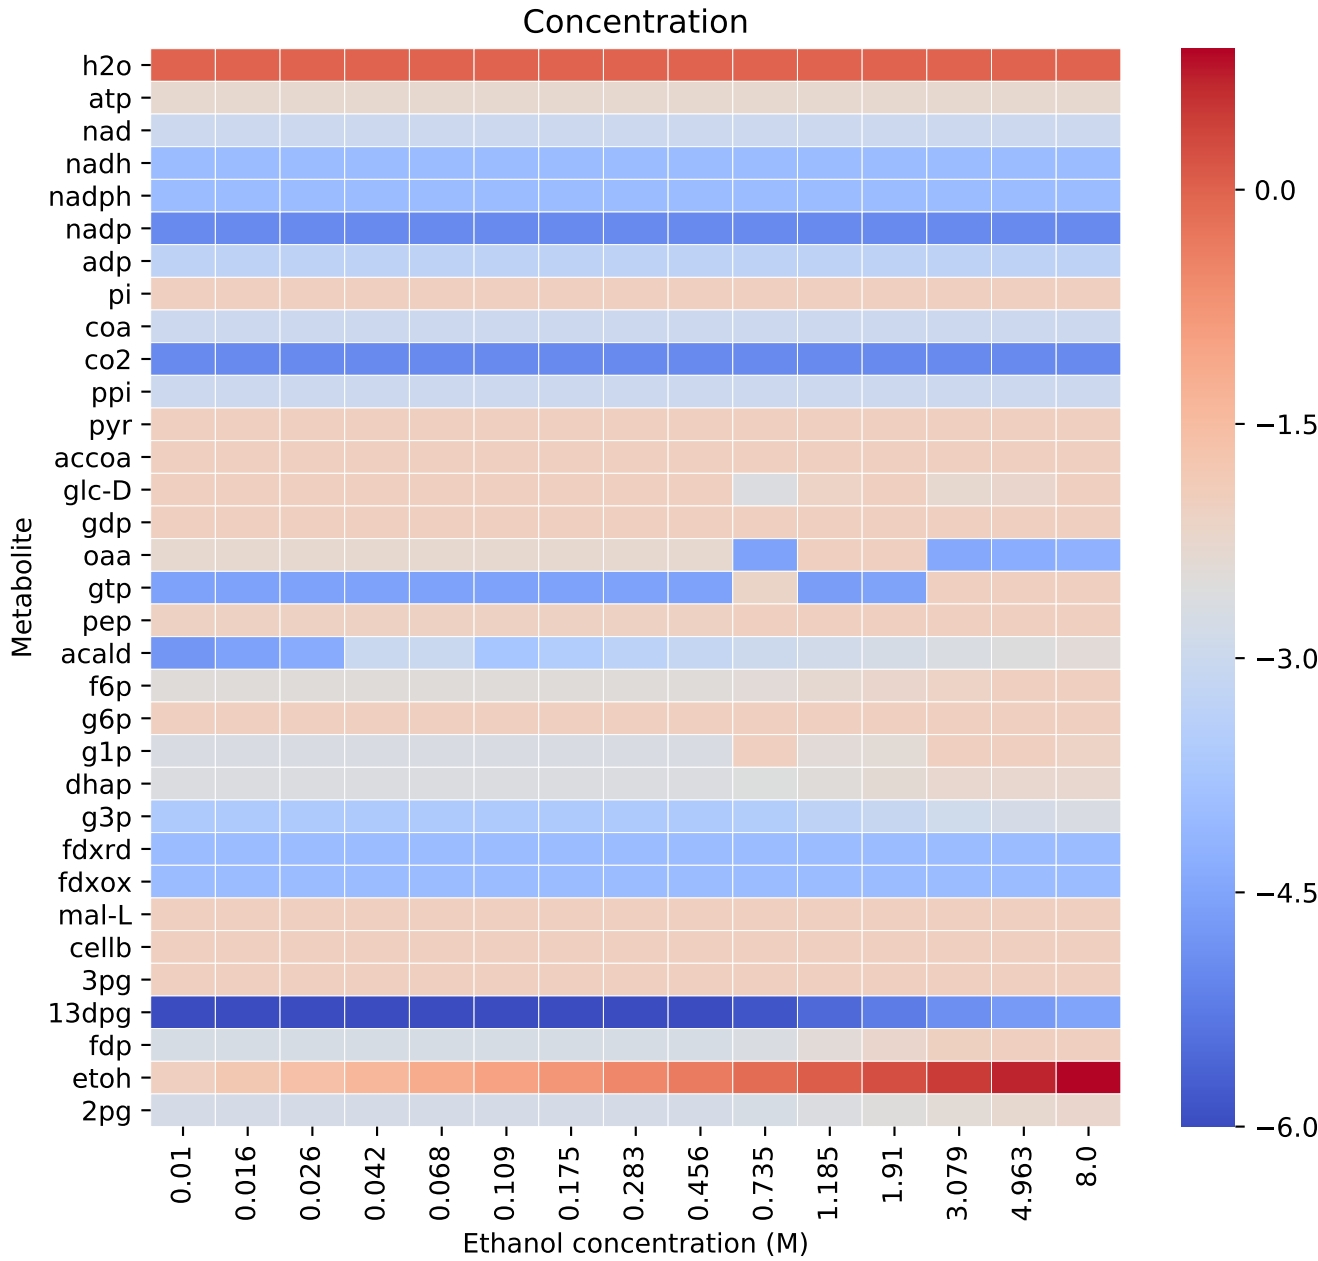 Concentration
h2o
atp
nad
nadh
nadph
nadp
adp
pi
coa
co2
ppi
pyr
accoa
glc-D
gdp
oaa
gtp
pep
acald
f6p
g6p
g1p
dhap
g3p
fdxrd
fdxox
mal-L
cellb
3pg
13dpg
fdp
etoh
2pg
Metabolite
0.01
0.016
0.026
0.042
0.068
0.109
0.175
0.283
0.456
0.735
1.185
1.91
3.079
4.963
8.0
Ethanol concentration (M)
0.0
−1.5
−3.0
−4.5
−6.0